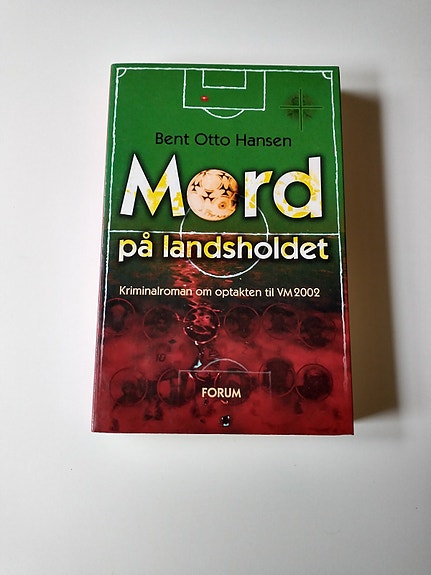 Bent Otto Hansen
Mord
på landsholdet
Kriminalroman om optakten til VM 2002
FORUM